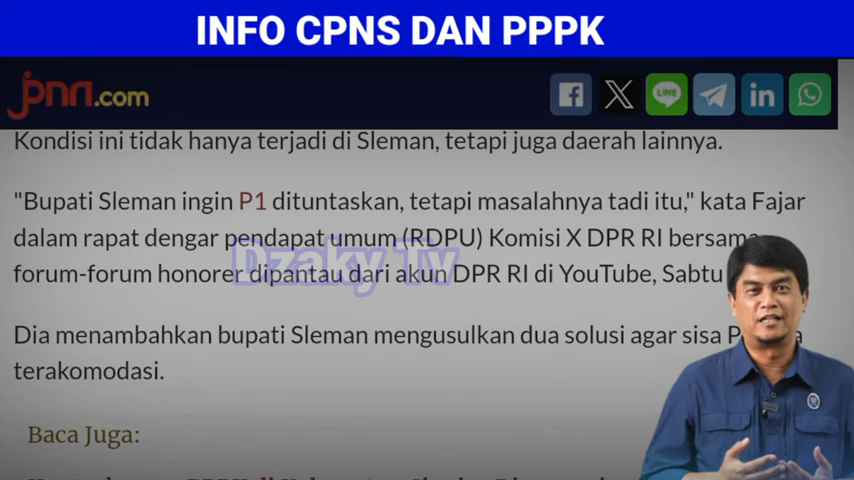 INFO CPNS DAN PPPK
jpnn.com
LINE
Kondisi ini tidak hanya terjadi di Sleman, tetapi juga daerah lainnya.
"Bupati Sleman ingin P1 dituntaskan, tetapi masalahnya tadi itu," kata Fajar
dalam rapat dengar pendapat umum (RDPU) Komisi X DPR RI bersama
Dzaky Tv
forum-forum honorer dipantau dari akun DPR RI di YouTube, Sabtu
Dia menambahkan bupati Sleman mengusulkan dua solusi agar sisa
terakomodasi.
Baca Juga: